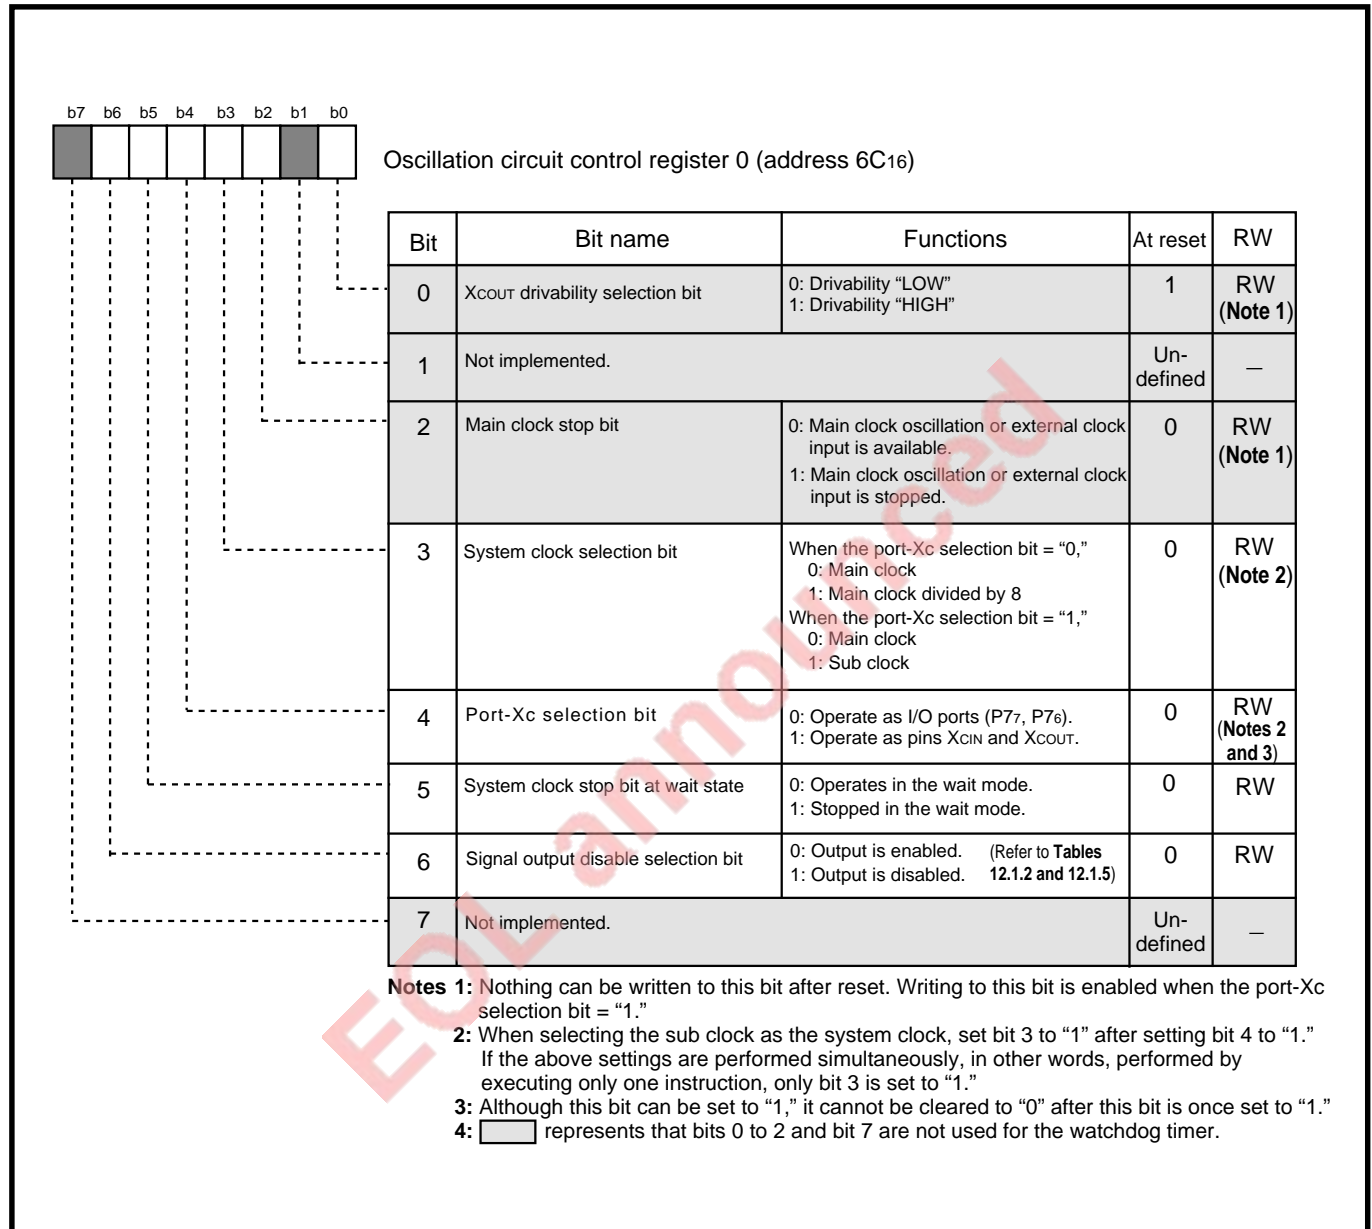 b7 b6 b5 b4 b3 b2 b1 b0
Oscillation circuit control register 0 (address 6C16)
Bit Bit name Functions At reset RW
0 XCOUT drivability selection bit 0: Drivability “LOW” 1 RW
1: Drivability “HIGH” (Note 1)
1 Not implemented. Un-
defined –
2 Main clock stop bit 0: Main clock oscillation or external clock 0 RW
input is available. (Note 1)
1: Main clock oscillation or external clock
input is stopped.
3 System clock selection bit When the port-Xc selection bit = “0,” 0 RW
0: Main clock (Note 2)
1: Main clock divided by 8
When the port-Xc selection bit = “1,”
0: Main clock
1: Sub clock
4 Port-Xc selection bit 0: Operate as I/O ports (P77, P76). 0 RW
1: Operate as pins XCIN and XCOUT. (Notes 2
and 3)
5 System clock stop bit at wait state 0: Operates in the wait mode. 0 RW
1: Stopped in the wait mode.
6 Signal output disable selection bit 0: Output is enabled. (Refer to Tables 0 RW
1: Output is disabled. 12.1.2 and 12.1.5)
7 Not implemented. Un-
defined –
Notes 1: Nothing can be written to this bit after reset. Writing to this bit is enabled when the port-Xc
selection bit = “1.”
2: When selecting the sub clock as the system clock, set bit 3 to “1” after setting bit 4 to “1.”
If the above settings are performed simultaneously, in other words, performed by
executing only one instruction, only bit 3 is set to “1.”
3: Although this bit can be set to “1,” it cannot be cleared to “0” after this bit is once set to “1.”
4: represents that bits 0 to 2 and bit 7 are not used for the watchdog timer.
EOL announced